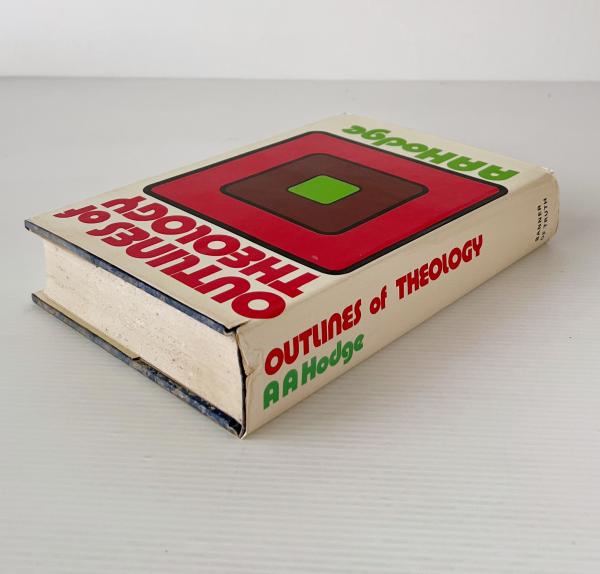 OUTLINES of
THEOLOGY
A A Hodge
OUTLINES of THEOLOGY
A A Hodge
BANNER
OF TRUTH